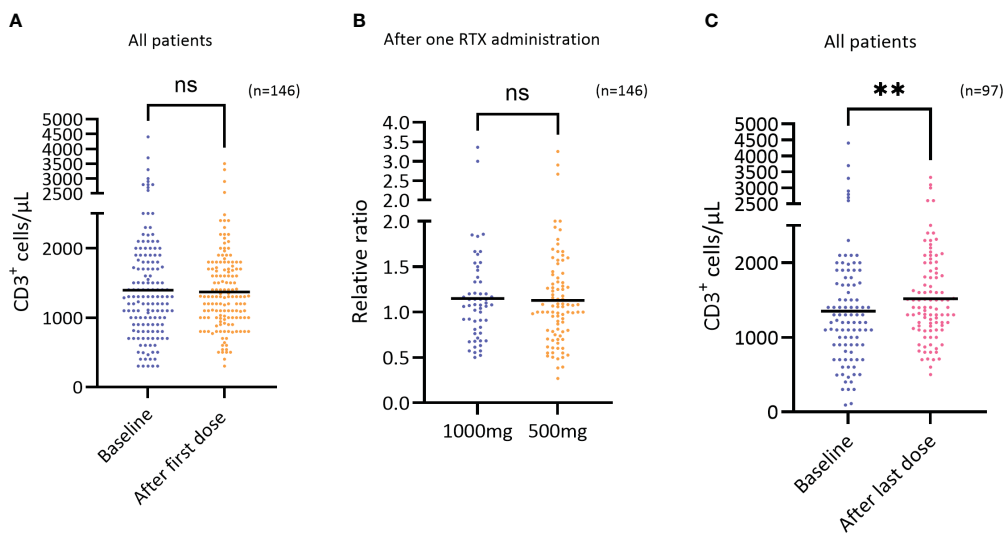 A
All patients
ns
(n=146)
CD3+ cells/μL
5000
4500
4000
3500
3000
2500
2000
1000
0
Baseline
After first dose
B
After one RTX administration
ns
(n=146)
Relative ratio
4.0
3.5
3.0
2.5
2.0
2.0
1.5
1.0
0.5
0.0
1000mg
500mg
C
All patients
**
(n=97)
CD3+ cells/μL
5000
4500
4000
3500
3000
2500
2000
1000
0
Baseline
After last dose